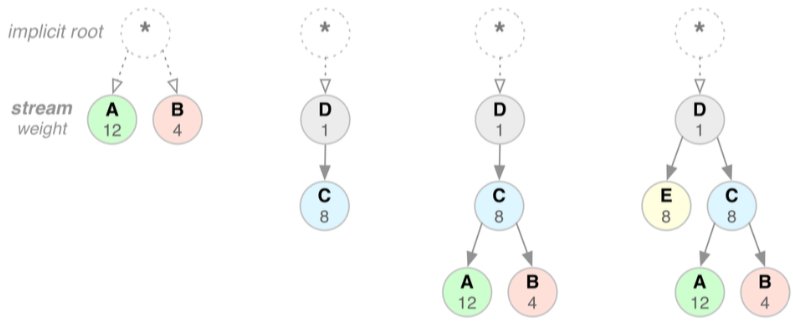 implicit root * * * *
stream A B D D D
weight 12 4 1 1 1
C C E C
8 8 8 8
A B A B
12 4 12 4